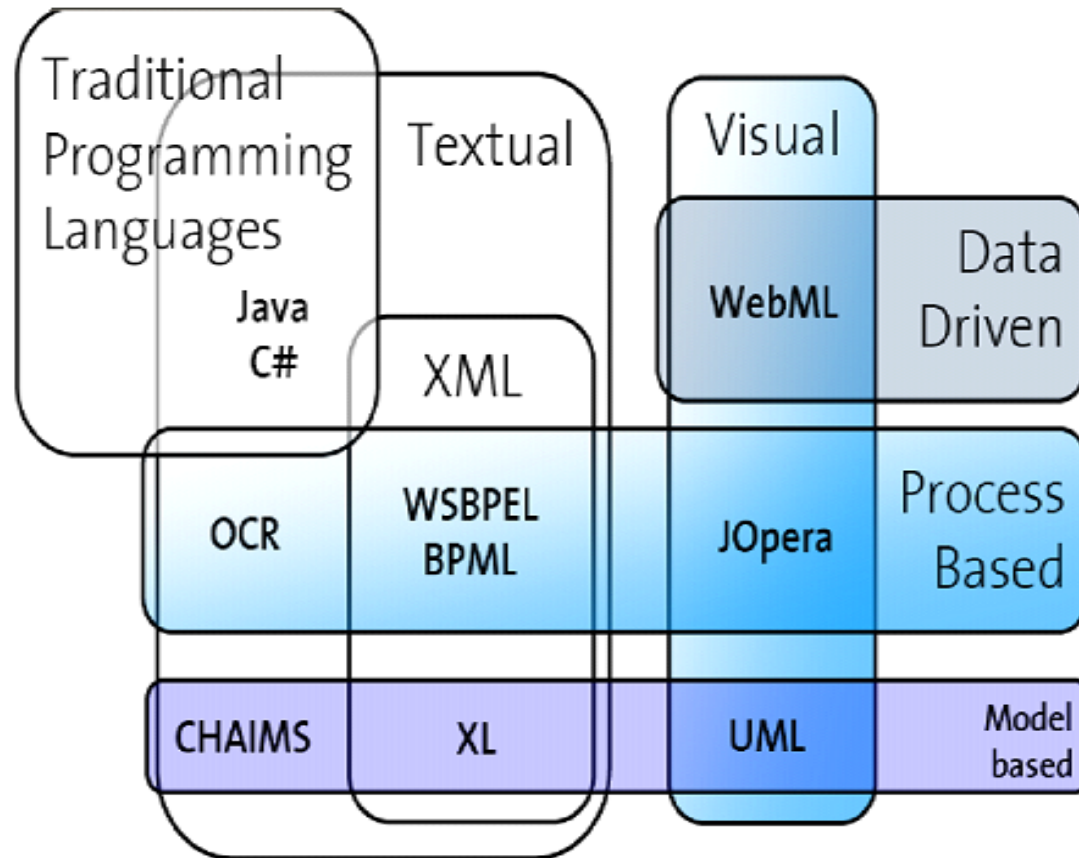 Traditional
Programming
Languages
Textual
Visual
Java
C#
XML
WebML
Data
Driven
OCR
WSBPEL
BPML
JOpera
Process
Based
CHAIMS
XL
UML
Model
based